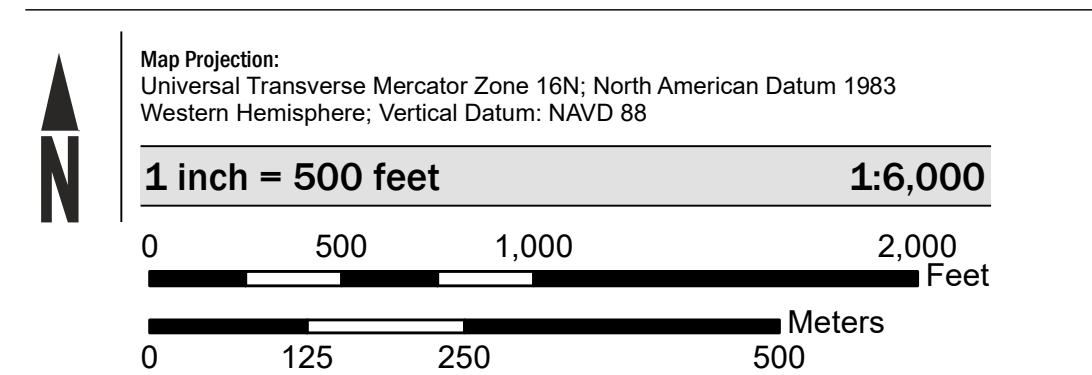 Map Projection:
Universal Transverse Mercator Zone 16N; North American Datum 1983
Western Hemisphere; Vertical Datum: NAVD 88
N
1 inch = 500 feet 1:6,000
0 500 1,000 2,000
Feet
Meters
0 125 250 500